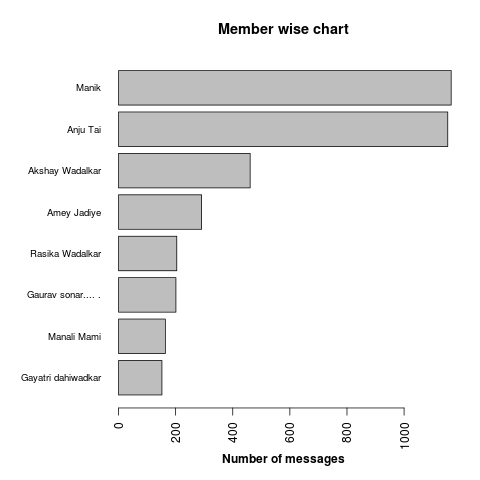 Member wise chart
Manik
Anju Tai
Akshay Wadalkar
Amey Jadiye
Rasika Wadalkar
Gaurav sonar.... .
Manali Mami
Gayatri dahiwadkar
0
200
400
600
800
1000
Number of messages